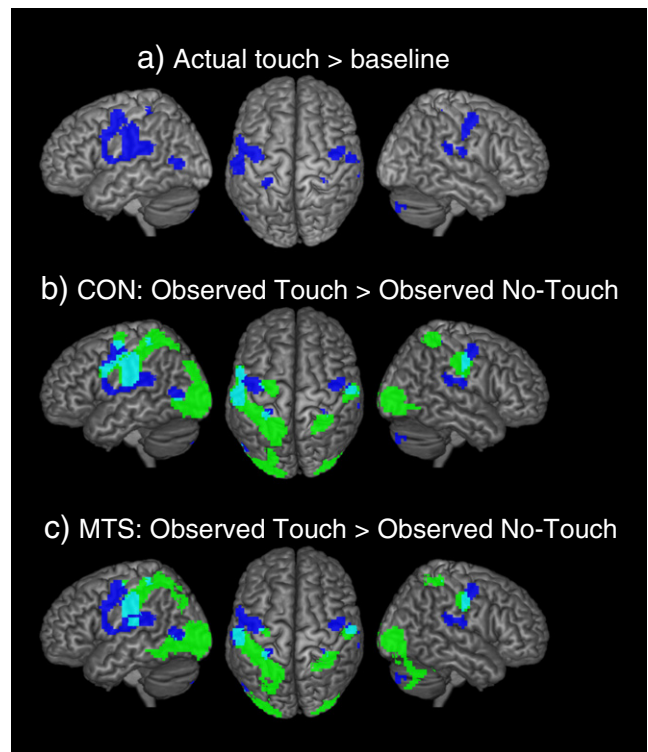 a) Actual touch > baseline
b) CON: Observed Touch > Observed No-Touch
c) MTS: Observed Touch > Observed No-Touch